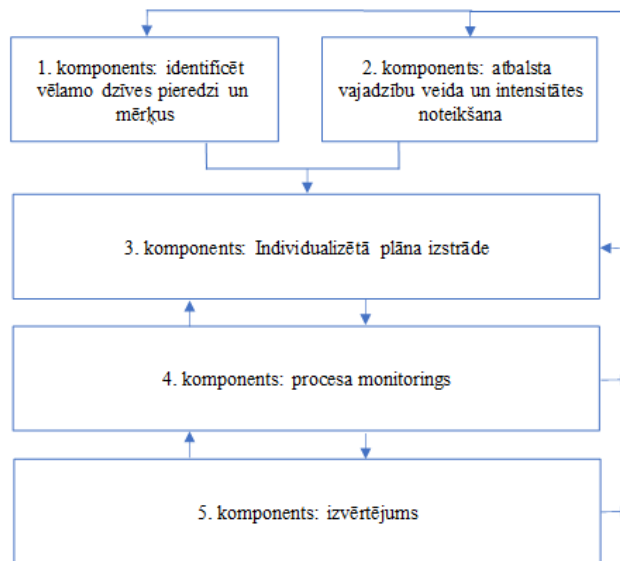 1. komponents: identificēt
vēlamo dzīves pieredzi un
mērķus
2. komponents: atbalsta
vajadzību veida un intensitātes
noteikšana
3. komponents: Individualizētā plāna izstrāde
4. komponents: procesa monitorings
5. komponents: izvērtējums